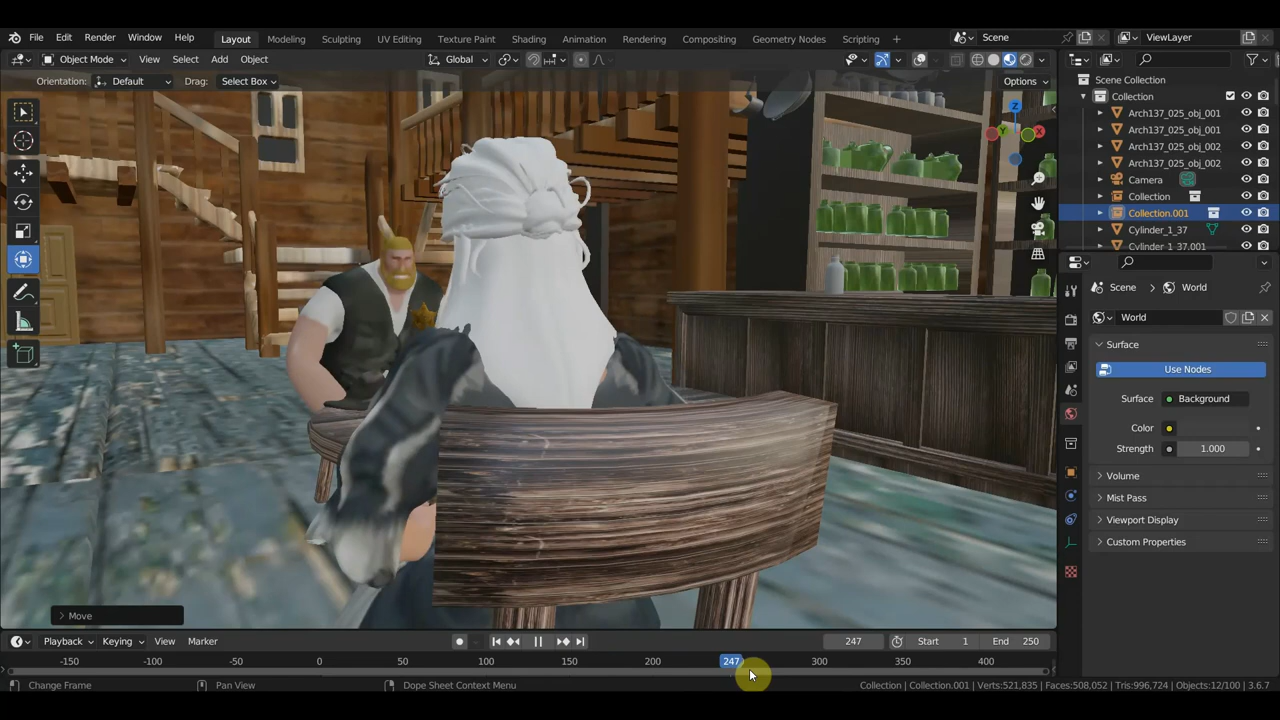 File Edit Render Window Help Layout Modeling Sculpting UV Editing Texture Paint Shading Animation Rendering Compositing Geometry Nodes Scripting + Scene ViewLayer
Object Mode View Select Add Object Global
Orientation: Default Drag: Select Box Options
Scene Collection
Collection
Arch137_025_obj_001
Arch137_025_obj_001
Arch137_025_obj_002
Arch137_025_obj_002
Camera
Collection
Collection.001
Cylinder_1_37
Cylinder_1_37.001
X
Y
Z
Scene > World
World
Surface
Use Nodes
Surface Background
Color
Strength 1.000
Volume
Mist Pass
Viewport Display
Custom Properties
Move
Playback Keying View Marker 247 Start 1 End 250
-150 -100 -50 0 50 100 150 200 247 300 350 400
Change Frame Pan View Dope Sheet Context Menu Collection | Collection.001 | Verts:521,835 | Faces:508,052 | Tris:996,724 | Objects:12/100 | 3.6.7